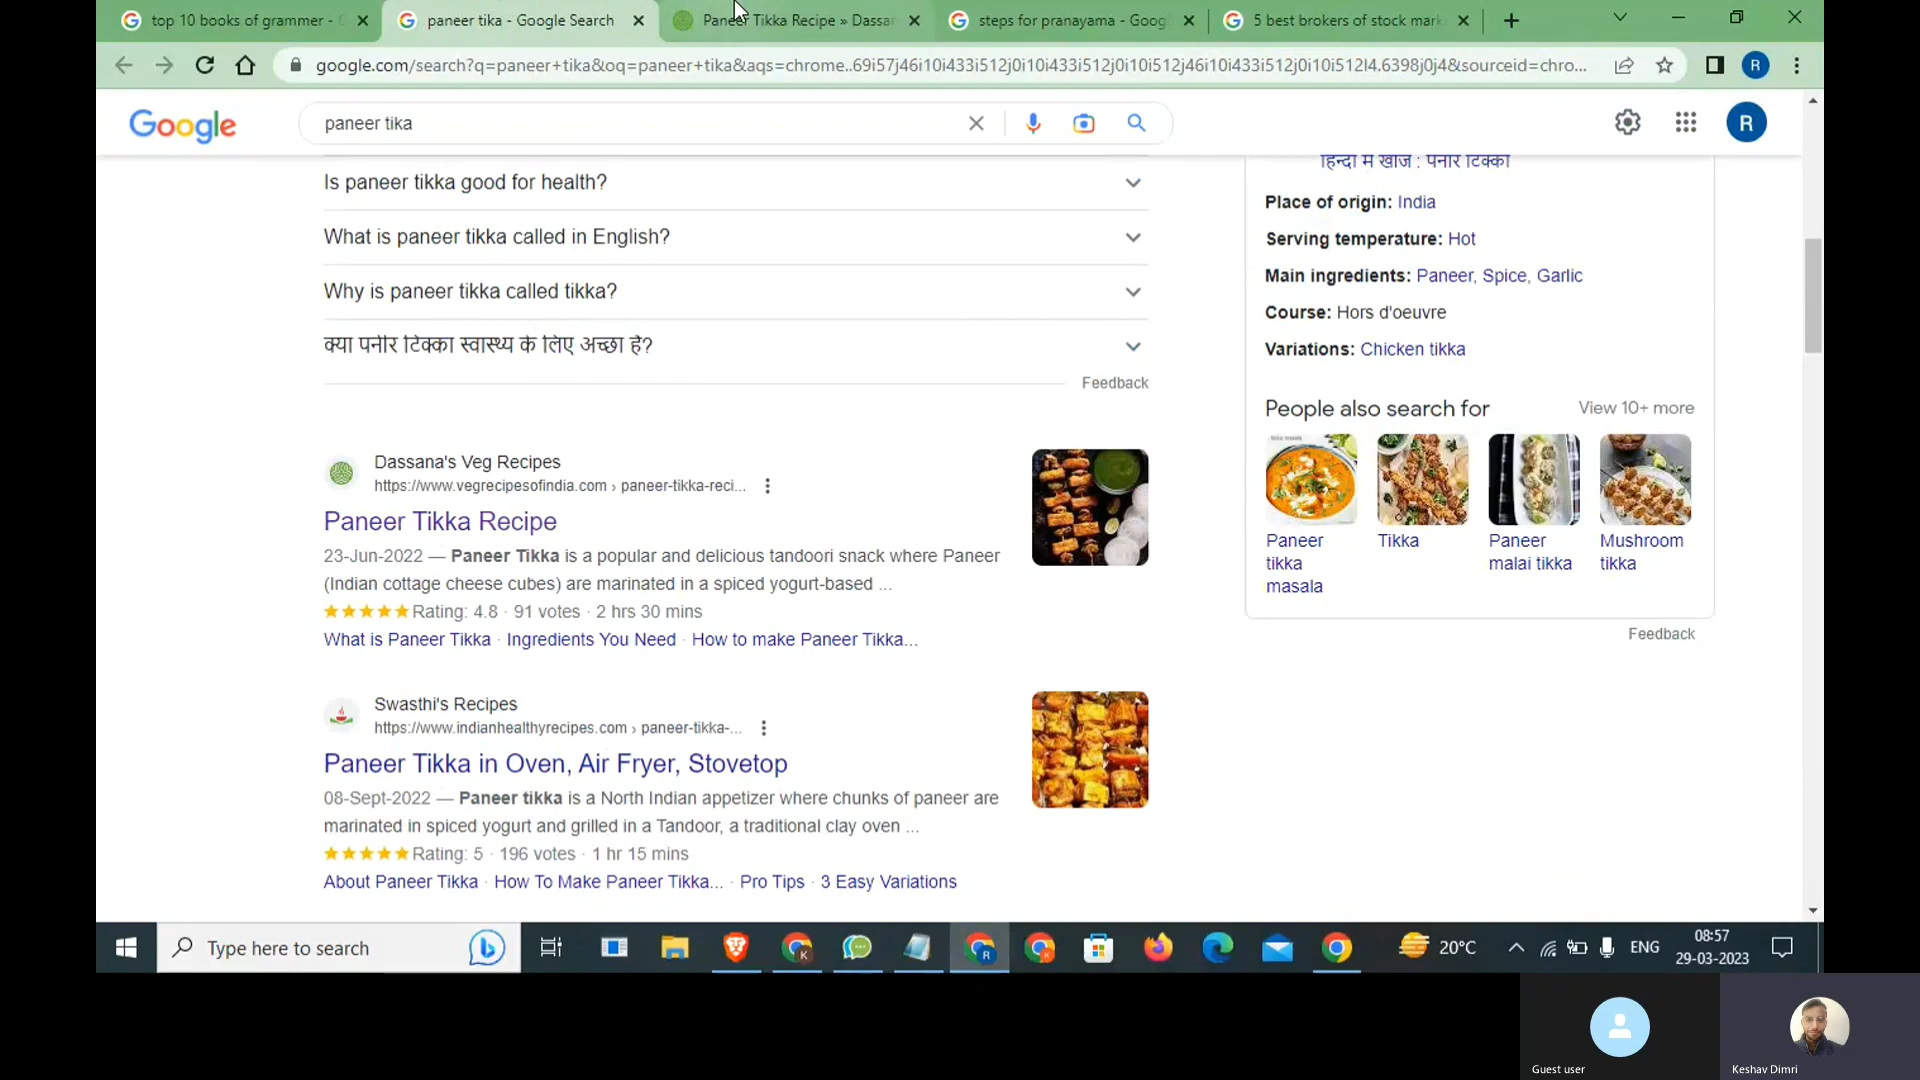 top 10 books of grammer -
paneer tika - Google Search
Paneer Tikka Recipe » Dassan
steps for pranayama - Goog
5 best brokers of stock mark
google.com/search?q=paneer+tika&oq=paneer+tika&aqs=chrome..69i57j46i10i433i512j0i10i433i512j0i10i512j46i10i433i512j0i10i512l4.6398j0j4&sourceid=chro...
R
Google
paneer tika
R
Is paneer tikka good for health?
What is paneer tikka called in English?
Why is paneer tikka called tikka?
क्या पनीर टिक्का स्वास्थ्य के लिए अच्छा है?
Feedback
Dassana's Veg Recipes
https://www.vegrecipesofindia.com › paneer-tikka-reci...
Paneer Tikka Recipe
23-Jun-2022 — Paneer Tikka is a popular and delicious tandoori snack where Paneer
(Indian cottage cheese cubes) are marinated in a spiced yogurt-based ...
Rating: 4.8 · 91 votes · 2 hrs 30 mins
What is Paneer Tikka · Ingredients You Need · How to make Paneer Tikka...
Swasthi's Recipes
https://www.indianhealthyrecipes.com › paneer-tikka-...
Paneer Tikka in Oven, Air Fryer, Stovetop
08-Sept-2022 — Paneer tikka is a North Indian appetizer where chunks of paneer are
marinated in spiced yogurt and grilled in a Tandoor, a traditional clay oven ...
Rating: 5 · 196 votes · 1 hr 15 mins
About Paneer Tikka · How To Make Paneer Tikka... · Pro Tips · 3 Easy Variations
हिन्दी में खोजें : पनीर टिक्का
Place of origin: India
Serving temperature: Hot
Main ingredients: Paneer, Spice, Garlic
Course: Hors d'oeuvre
Variations: Chicken tikka
People also search for
View 10+ more
Paneer tikka masala
Tikka
Paneer malai tikka
Mushroom tikka
Feedback
Type here to search
K
R
20°C
ENG
08:57
29-03-2023
Guest user
Keshav Dimri